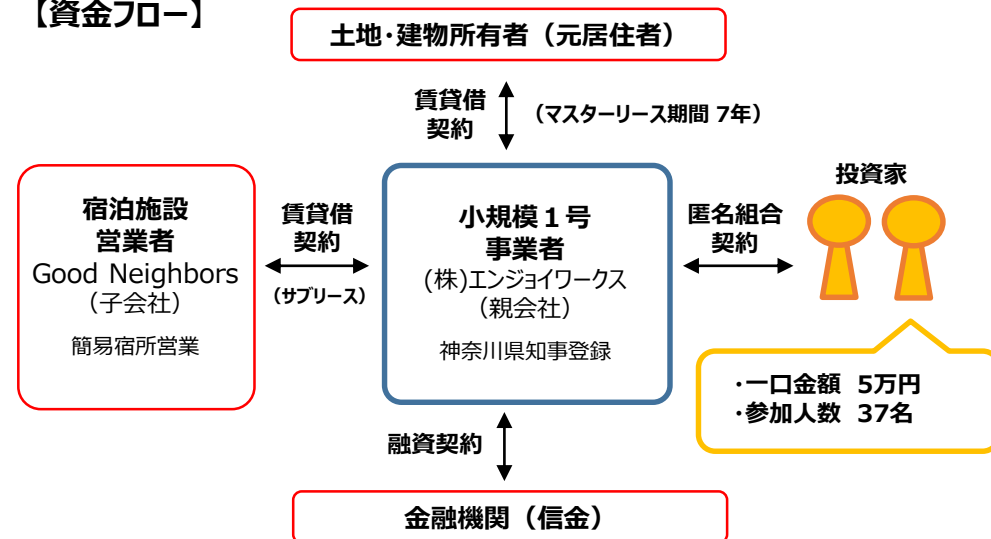 【資金フロー】
土地・建物所有者（元居住者）
賃貸借
契約
（マスターリース期間 7年）
宿泊施設
営業者
Good Neighbors
（子会社）
簡易宿所営業
賃貸借
契約
（サブリース）
小規模１号
事業者
(株)エンジョイワークス
（親会社）
神奈川県知事登録
匿名組合
契約
投資家
・一口金額 5万円
・参加人数 37名
融資契約
金融機関（信金）